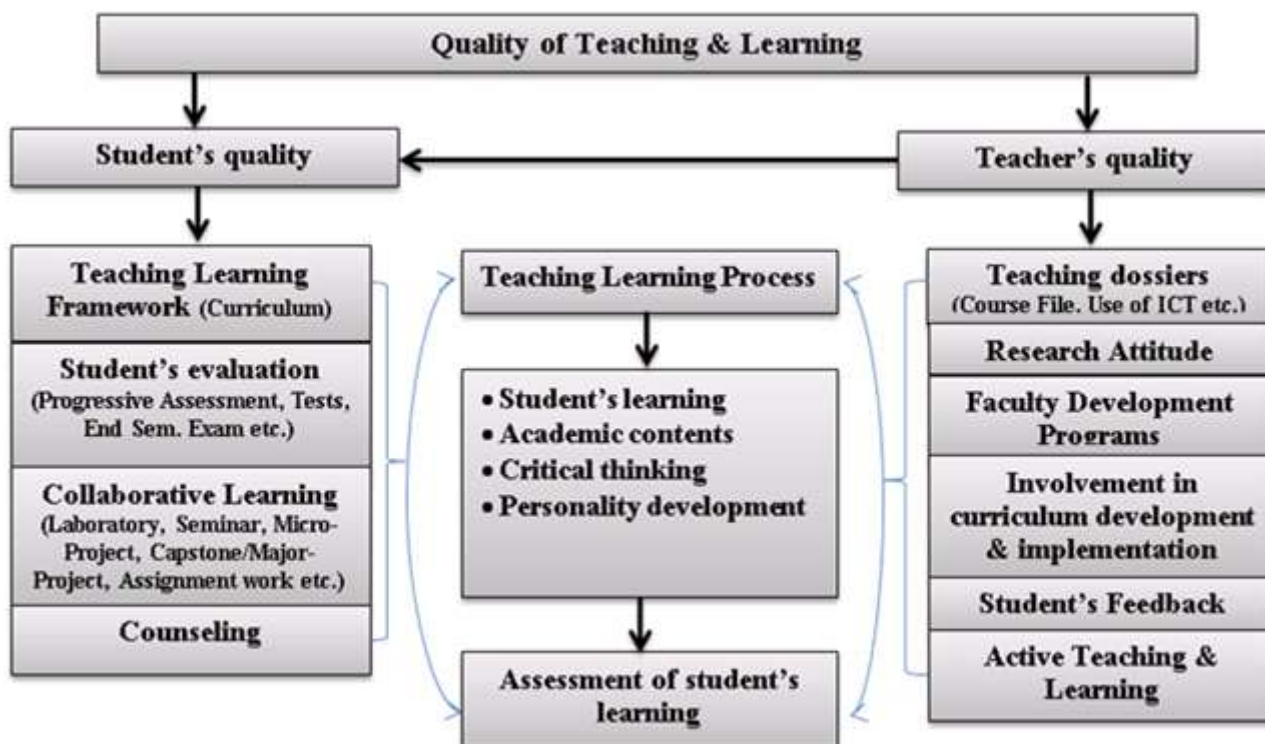 Quality of Teaching & Learning
Student's quality
Teacher's quality
Teaching Learning
Framework (Curriculum)
Student's evaluation
(Progressive Assessment, Tests,
End Sem. Exam etc.)
Collaborative Learning
(Laboratory, Seminar, Micro-
Project, Capstone/Major-
Project, Assignment work etc.)
Counseling
Teaching Learning Process
• Student's learning
• Academic contents
• Critical thinking
• Personality development
Assessment of student's
learning
Teaching dossiers
(Course File. Use of ICT etc.)
Research Attitude
Faculty Development
Programs
Involvement in
curriculum development
& implementation
Student's Feedback
Active Teaching &
Learning